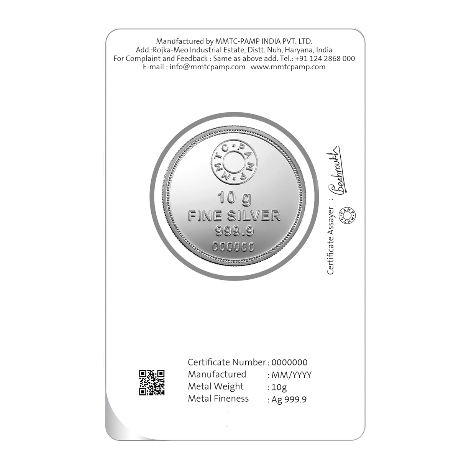 Manufactured by MMTC-PAMP INDIA PVT. LTD.
Add.:Rojka-Meo Industrial Estate, Distt. Nuh, Haryana, India
For Complaint and Feedback : Same as above add. Tel.: +91 124 2868 000
E-mail : info@mmtcpamp.com www.mmtcpamp.com
MMTC·PAMP·
10 g
FINE SILVER
999.9
000000
Certificate Assayer :
Certificate Number : 0000000
Manufactured : MM/YYYY
Metal Weight : 10g
Metal Fineness : Ag 999.9